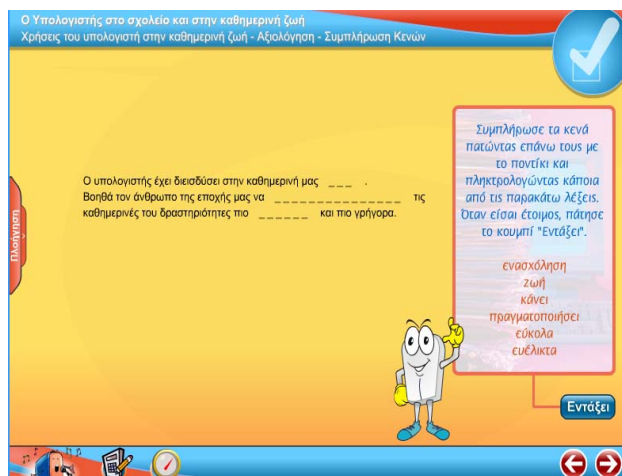 Ο Υπολογιστής στο σχολείο και στην καθημερινή ζωή
Χρήσεις του υπολογιστή στην καθημερινή ζωή - Αξιολόγηση - Συμπλήρωση Κενών
Ο υπολογιστής έχει διεισδύσει στην καθημερινή μας _ _ _ .
Βοηθά τον άνθρωπο της εποχής μας να _ _ _ _ _ _ _ _ _ _ _ _ _ _ _ τις
καθημερινές του δραστηριότητες πιο _ _ _ _ _ _ και πιο γρήγορα.
Πλοήγηση
Συμπλήρωσε τα κενά
πατώντας επάνω τους με
το ποντίκι και
πληκτρολογώντας κάποια
από τις παρακάτω λέξεις.
Όταν είσαι έτοιμος, πάτησε
το κουμπί "Εντάξει".
ενασχόληση
ζωή
κάνει
πραγματοποιήσει
εύκολα
ευέλικτα
Εντάξει